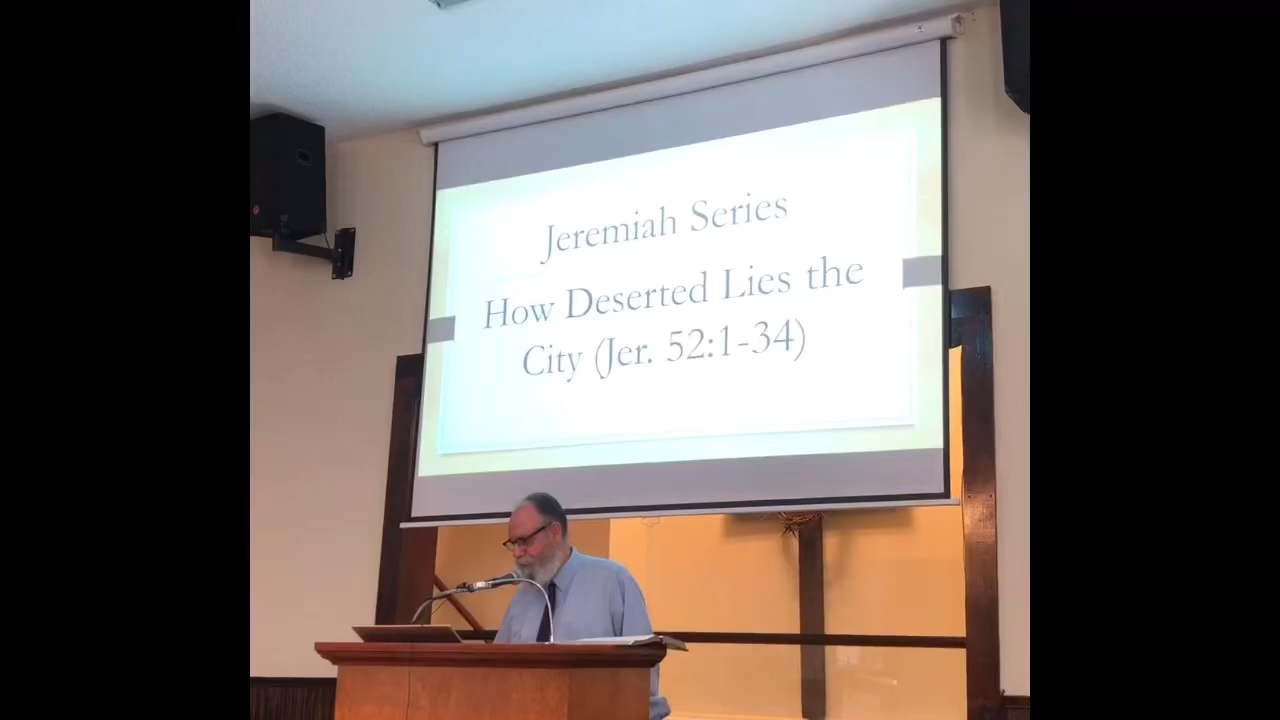 Jeremiah Series
How Deserted Lies the
City (Jer. 52:1-34)